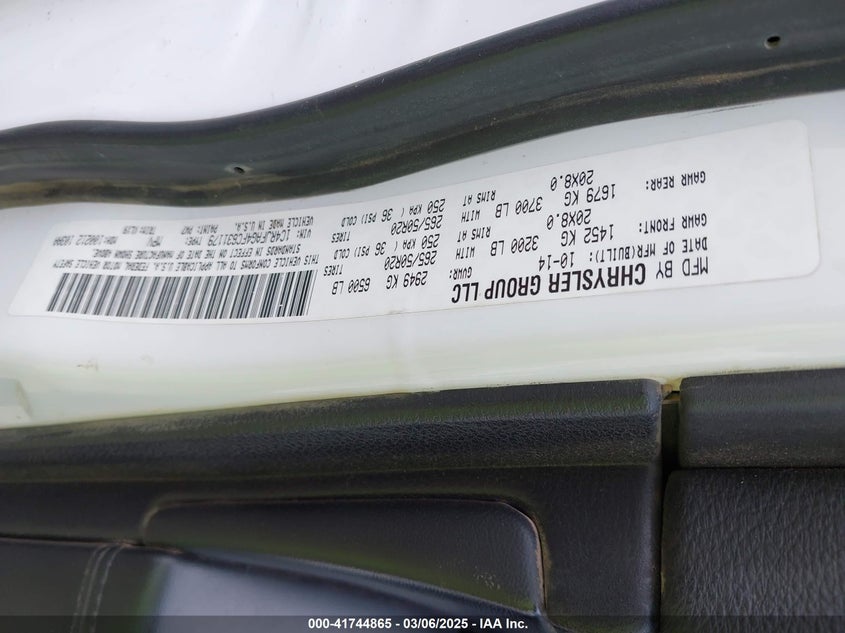 MFD BY CHRYSLER GROUP LLC
DATE OF MFR(BUILT): 10-14 GVWR: 2949 KG 6500 LB
GAWR FRONT: 1452 KG 3200 LB WITH TIRES 265/50R20
20X8.0 RIMS AT 250 KPA ( 36 PSI) COLD
GAWR REAR: 1679 KG 3700 LB WITH TIRES 265/50R20
20X8.0 RIMS AT 250 KPA ( 36 PSI) COLD
THIS VEHICLE CONFORMS TO ALL APPLICABLE U.S.A. FEDERAL MOTOR VEHICLE SAFETY
STANDARDS IN EFFECT ON THE DATE OF MANUFACTURE SHOWN ABOVE.
VIN: TYPE: MPV
VEHICLE MADE IN U.S.A. PAINT:
000-41744865 / 03/06/2025 - IAA Inc.